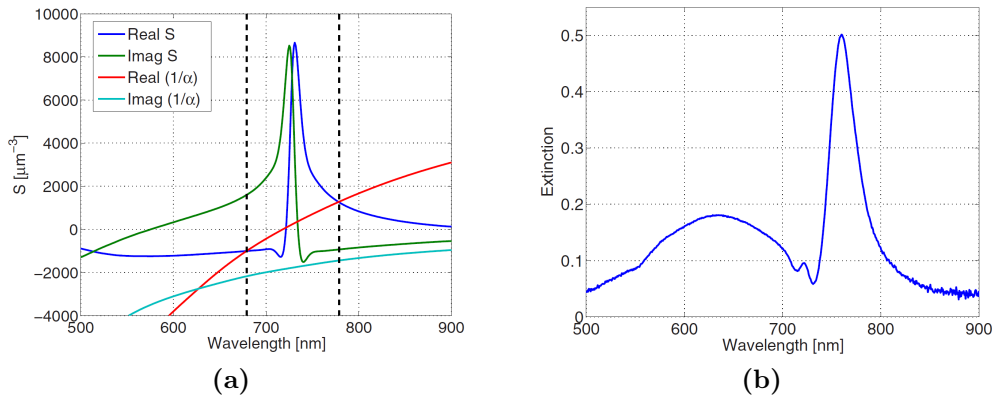 10000
8000
6000
4000
2000
0
−2000
−4000
500
600
700
800
900
S [μm⁻³]
Wavelength [nm]
Real S
Imag S
Real (1/α)
Imag (1/α)
(a)
0.5
0.4
0.3
0.2
0.1
0
500
600
700
800
900
Extinction
Wavelength [nm]
(b)